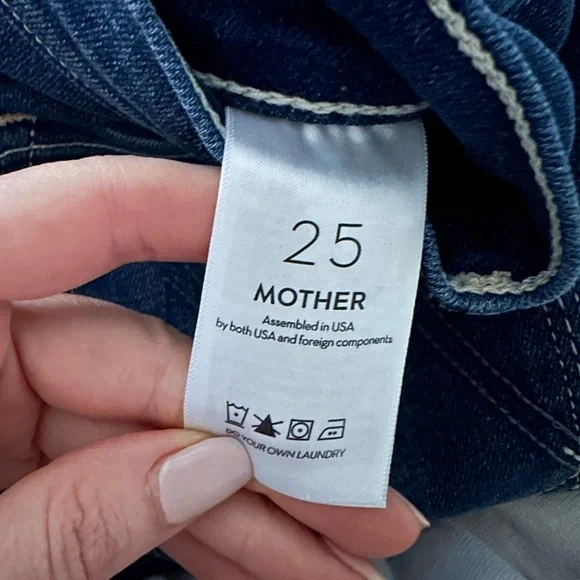 25
MOTHER
Assembled in USA
by both USA and foreign components
DO YOUR OWN LAUNDRY